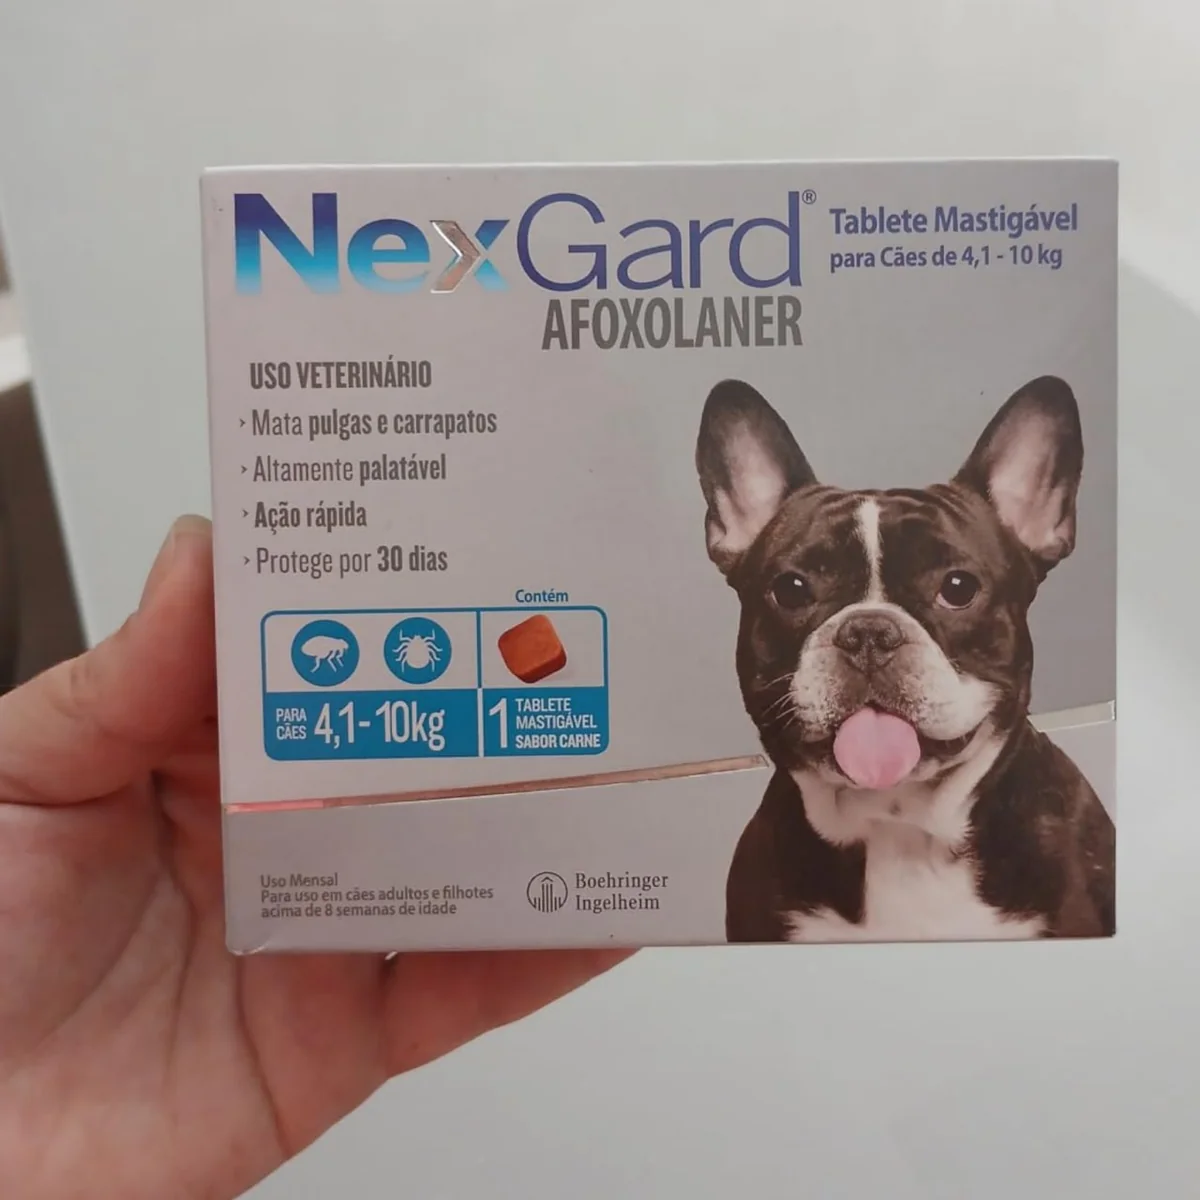 NexGard®
AFOXOLANER
Tablete Mastigável
para Cães de 4,1 - 10 kg
USO VETERINÁRIO
› Mata pulgas e carrapatos
› Altamente palatável
› Ação rápida
› Protege por 30 dias
Contém
PARA
CÃES
4,1-10kg
1
TABLETE
MASTIGÁVEL
SABOR CARNE
Uso Mensal
Para uso em cães adultos e filhotes
acima de 8 semanas de idade
Boehringer
Ingelheim